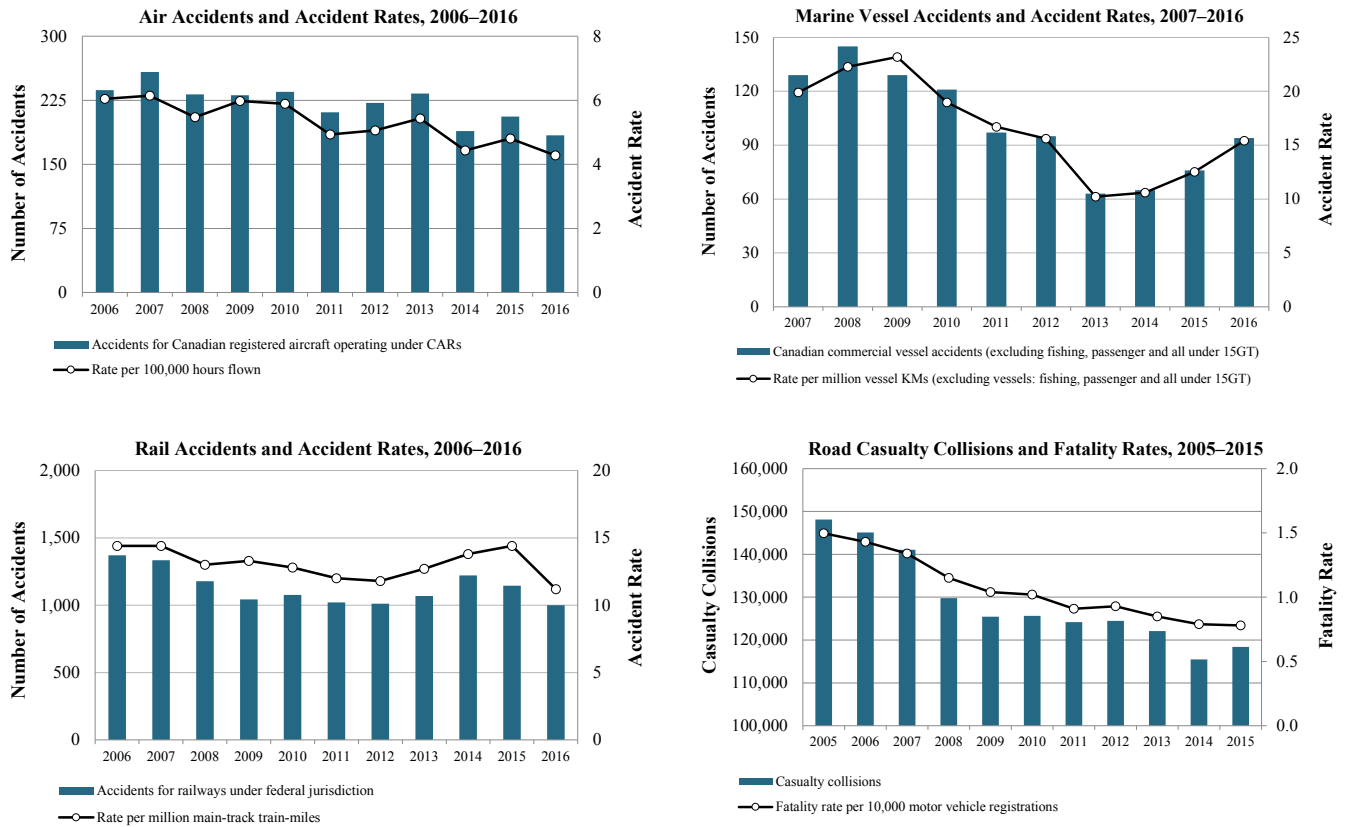 Air Accidents and Accident Rates, 2006–2016
300
225
150
75
0
8
6
4
2
0
Number of Accidents
Accident Rate
2006 2007 2008 2009 2010 2011 2012 2013 2014 2015 2016
Accidents for Canadian registered aircraft operating under CARs
Rate per 100,000 hours flown
Marine Vessel Accidents and Accident Rates, 2007–2016
150
120
90
60
30
0
25
20
15
10
5
0
Number of Accidents
Accident Rate
2007 2008 2009 2010 2011 2012 2013 2014 2015 2016
Canadian commercial vessel accidents (excluding fishing, passenger and all under 15GT)
Rate per million vessel KMs (excluding vessels: fishing, passenger and all under 15GT)
Rail Accidents and Accident Rates, 2006–2016
2,000
1,500
1,000
500
0
20
15
10
5
0
Number of Accidents
Accident Rate
2006 2007 2008 2009 2010 2011 2012 2013 2014 2015 2016
Accidents for railways under federal jurisdiction
Rate per million main-track train-miles
Road Casualty Collisions and Fatality Rates, 2005–2015
160,000
150,000
140,000
130,000
120,000
110,000
100,000
2.0
1.5
1.0
0.5
0.0
Casualty Collisions
Fatality Rate
2005 2006 2007 2008 2009 2010 2011 2012 2013 2014 2015
Casualty collisions
Fatality rate per 10,000 motor vehicle registrations